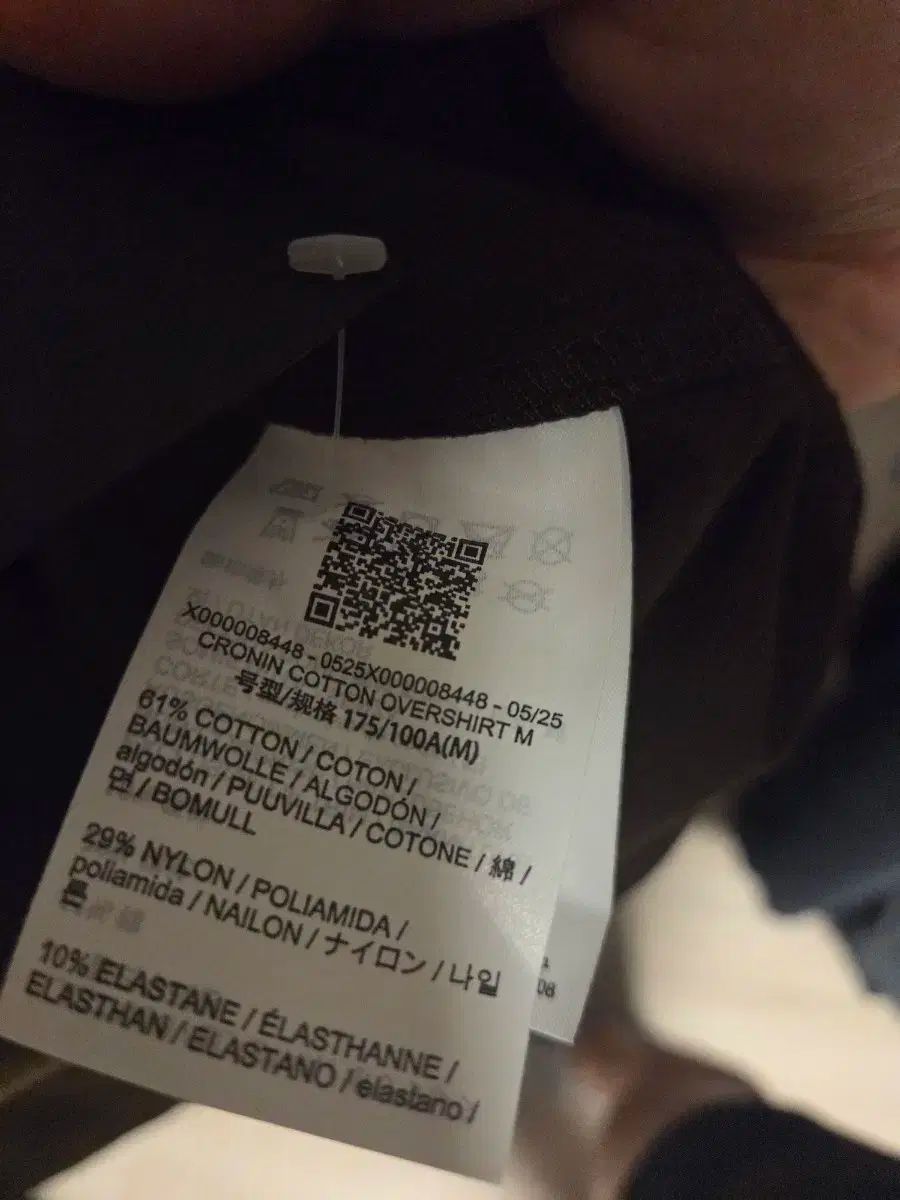 X000008448 - 0525X000008448 - 05/25
CRONIN COTTON OVERSHIRT M
号型/规格 175/100A(M)
61% COTTON / COTON /
BAUMWOLLE / ALGODÓN /
algodón / PUUVILLA / COTONE / 綿 /
면 / BOMULL
29% NYLON / POLIAMIDA /
poliamida / NAILON / ナイロン / 나일
론
10% ELASTANE / ÉLASTHANNE /
ELASTHAN / ELASTANO / elastano /
08